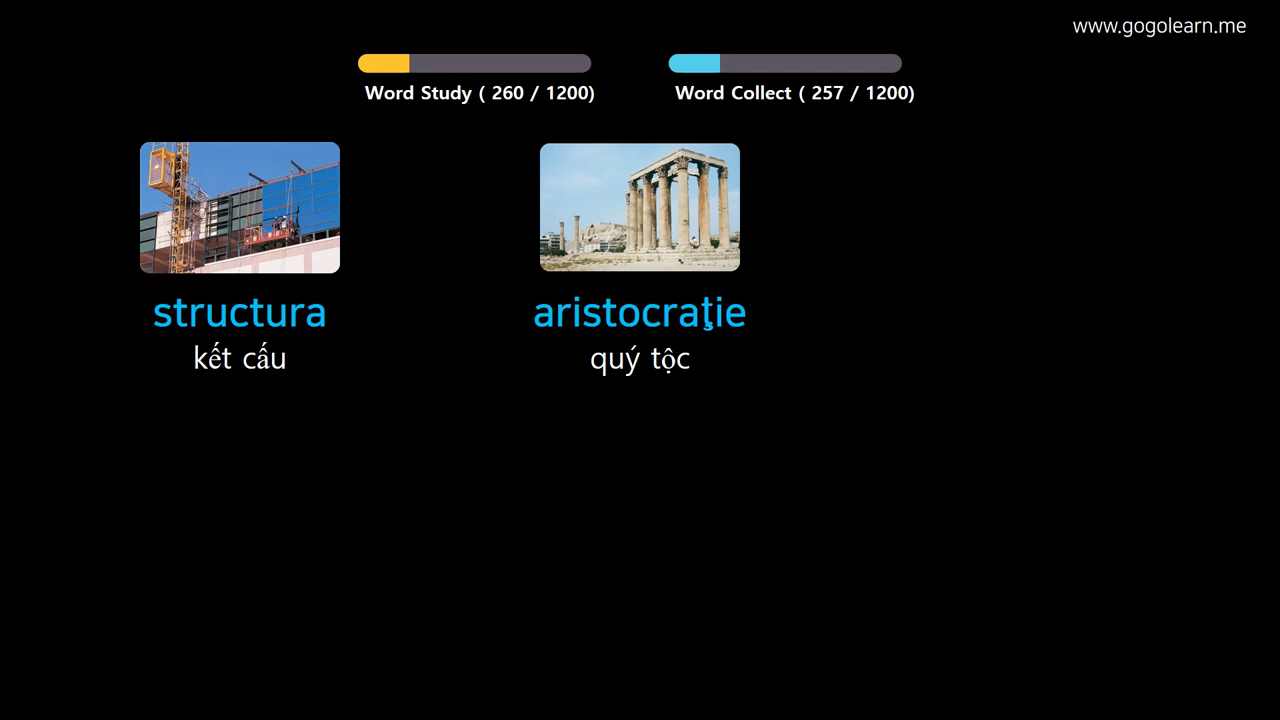 www.gogolearn.me
Word Study ( 260 / 1200)
Word Collect ( 257 / 1200)
structura
kết cấu
aristocraţie
quý tộc